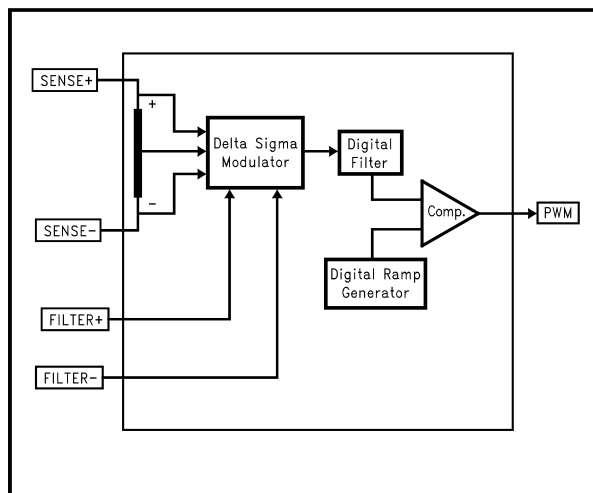 SENSE+
+
Delta Sigma
Modulator
Digital
Filter
Comp.
PWM
−
SENSE−
Digital Ramp
Generator
FILTER+
FILTER−